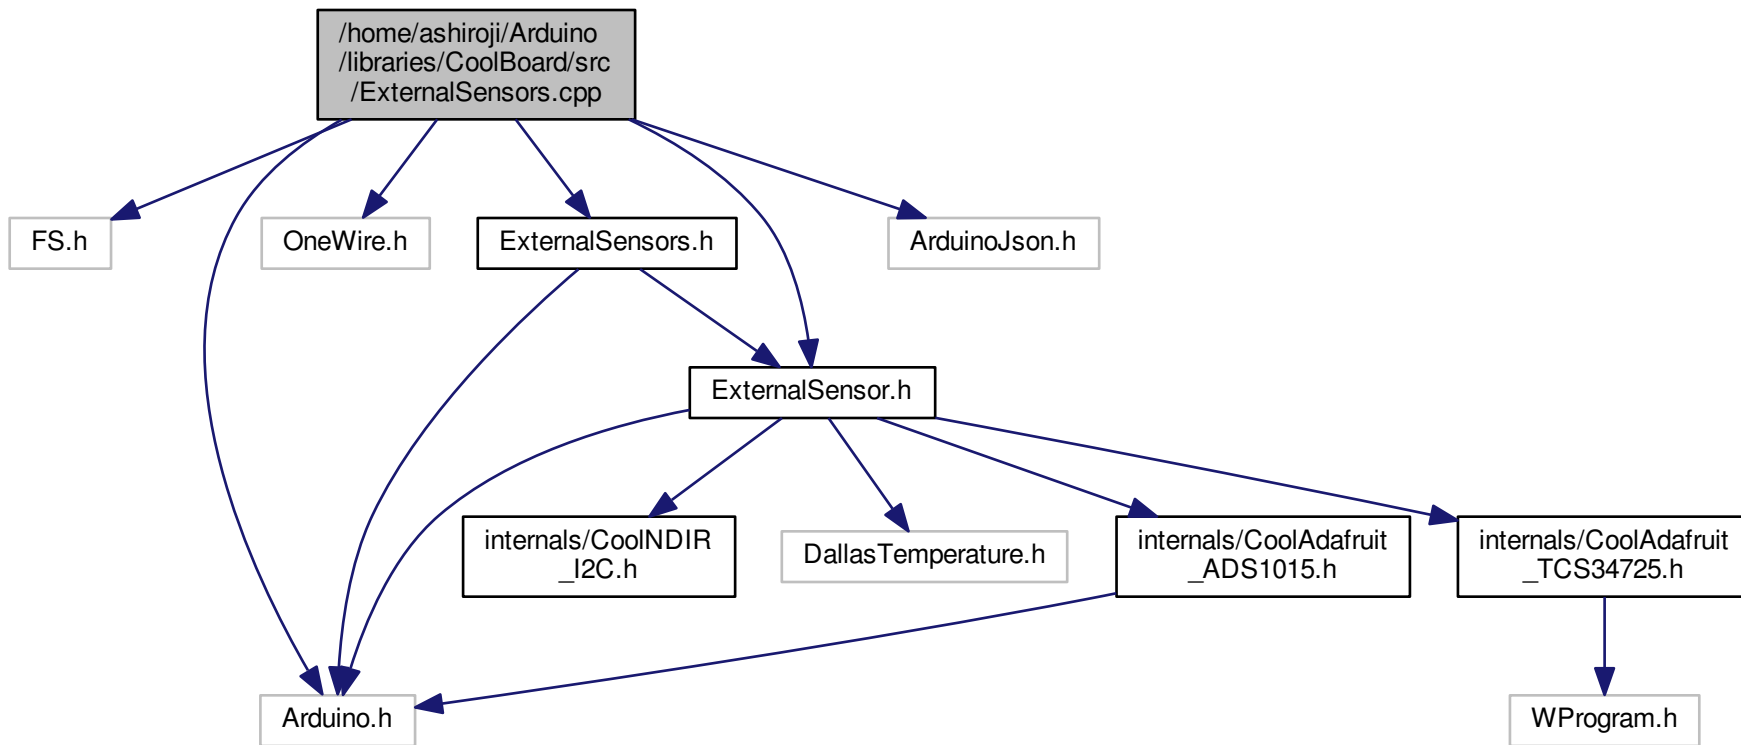 /home/ashiroji/Arduino
/libraries/CoolBoard/src
/ExternalSensors.cpp
FS.h
OneWire.h
ExternalSensors.h
ArduinoJson.h
ExternalSensor.h
internals/CoolNDIR
_I2C.h
DallasTemperature.h
internals/CoolAdafruit
_ADS1015.h
internals/CoolAdafruit
_TCS34725.h
Arduino.h
WProgram.h